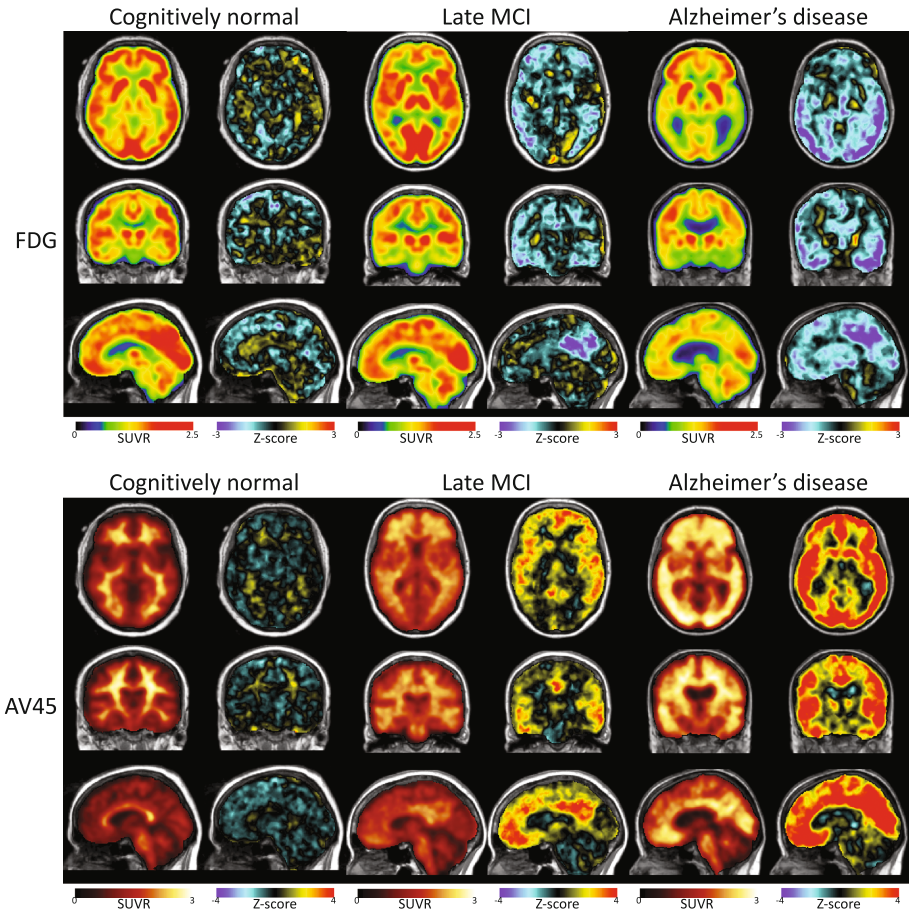 Cognitively normal Late MCI Alzheimer's disease
FDG
0 SUVR 2.5 -3 Z-score 3 0 SUVR 2.5 -3 Z-score 3 0 SUVR 2.5 -3 Z-score 3
Cognitively normal Late MCI Alzheimer's disease
AV45
0 SUVR 3 -4 Z-score 4 0 SUVR 3 -4 Z-score 4 0 SUVR 3 -4 Z-score 4